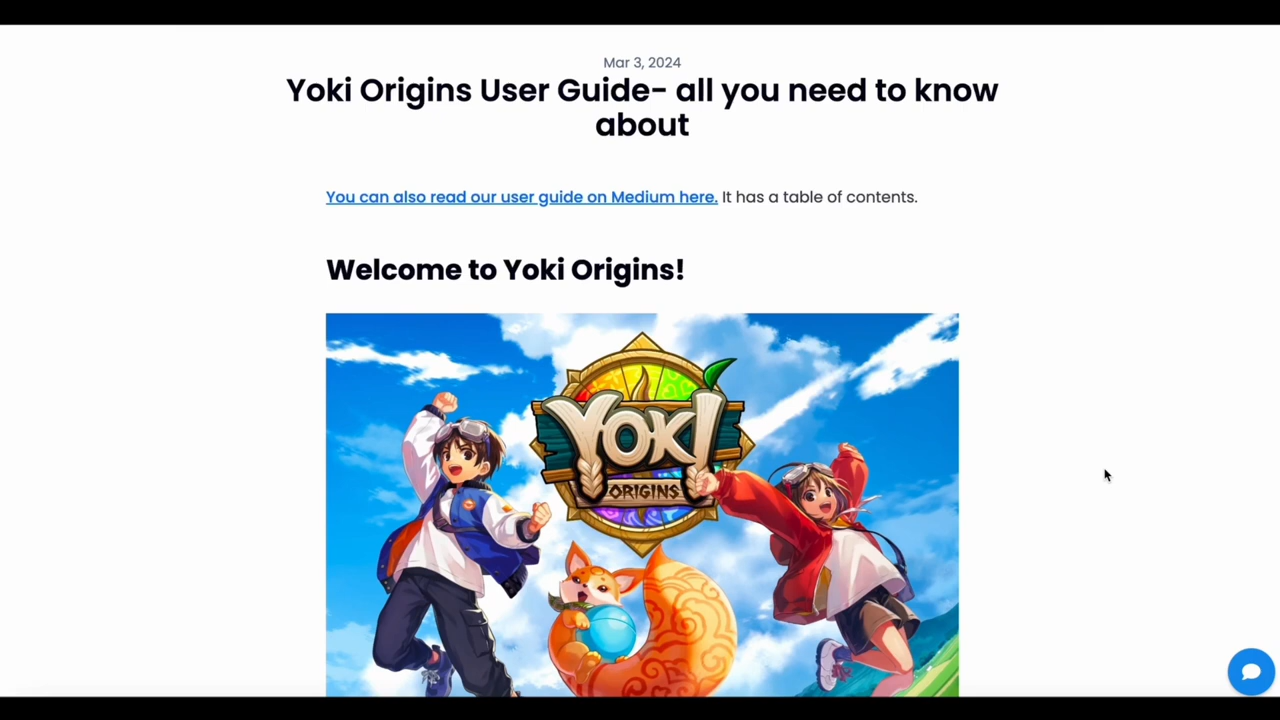 Mar 3, 2024
Yoki Origins User Guide- all you need to know
about
You can also read our user guide on Medium here. It has a table of contents.
Welcome to Yoki Origins!
YOKI
ORIGINS